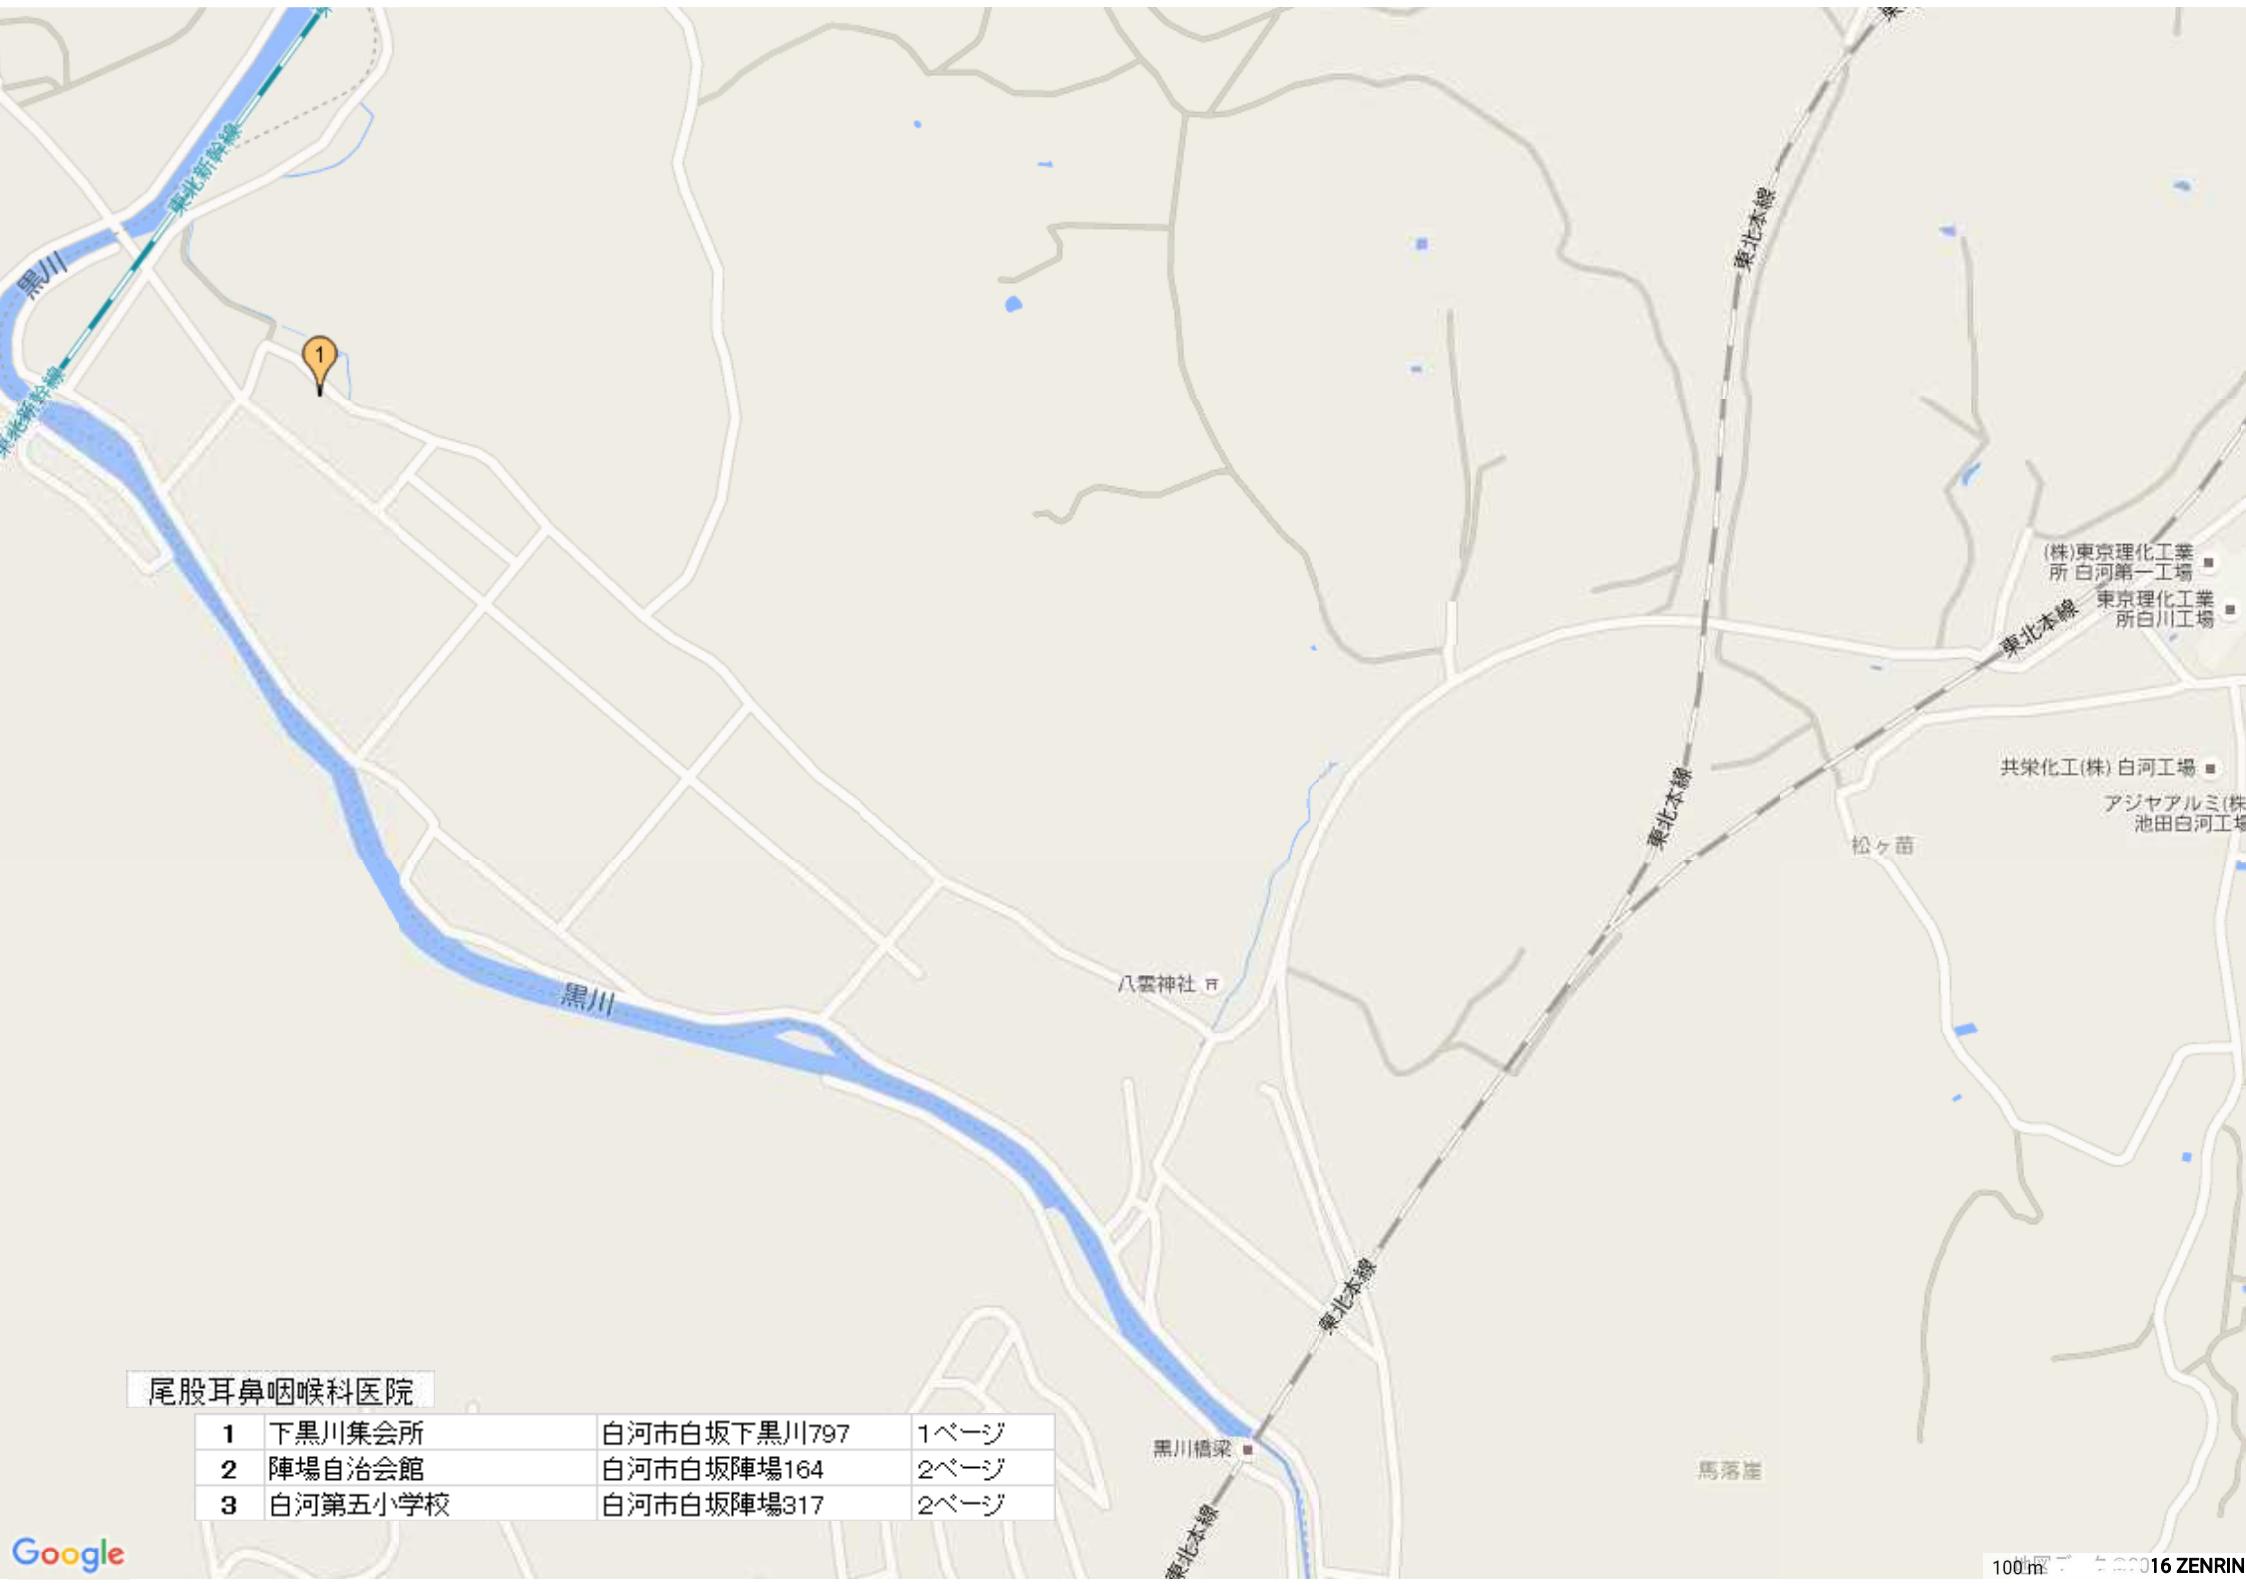 東北新幹線
黒川
1
東北新幹線
東北本線
(株)東京理化工業
所 白河第一工場
東京理化工業
所白川工場
東北本線
共栄化工(株) 白河工場
東北本線
アジヤアルミ(株
池田白河工場
松ヶ苗
八雲神社
黒川
東北本線
尾股耳鼻咽喉科医院
1 下黒川集会所 白河市白坂下黒川797 1ページ
2 陣場自治会館 白河市白坂陣場164 2ページ
3 白河第五小学校 白河市白坂陣場317 2ページ
黒川橋梁
馬落崖
東北本線
Google
100 m
16 ZENRIN